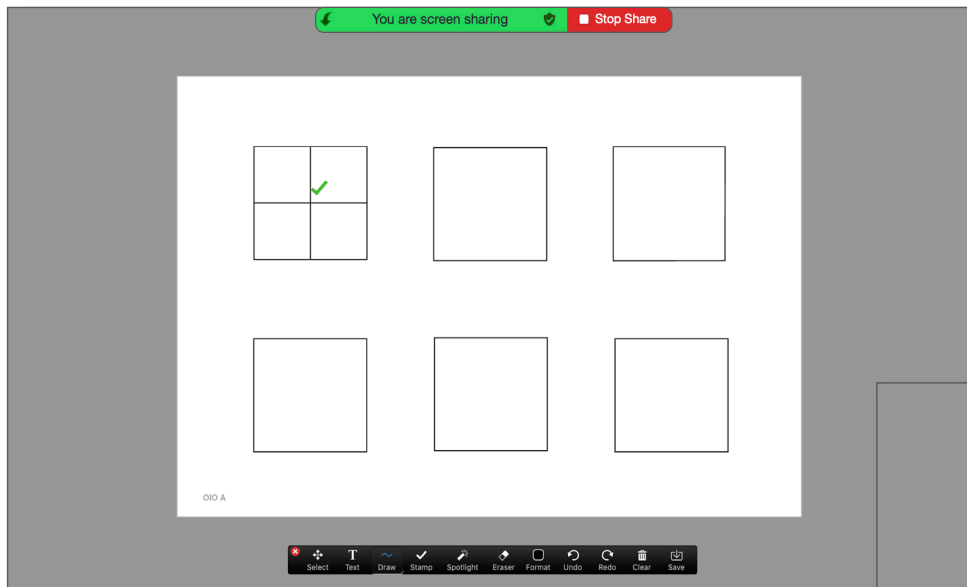 You are screen sharing Stop Share
OIO A
Select Text Draw Stamp Spotlight Eraser Format Undo Redo Clear Save